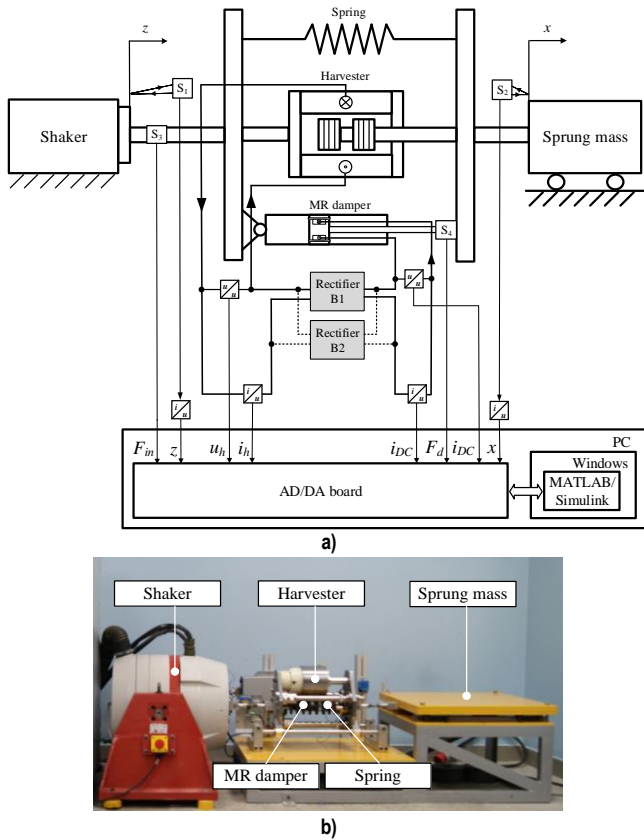 z
Spring
x
S1
Harvester
S2
Shaker
S3
Sprung mass
MR damper
S4
u
u
Rectifier
B1
u
u
Rectifier
B2
i
u
i
u
i
u
i
u
Fin
z
uh
ih
iDC
Fd
iDC
x
PC
Windows
AD/DA board
MATLAB/
Simulink
a)
Shaker
Harvester
Sprung mass
MR damper
Spring
b)